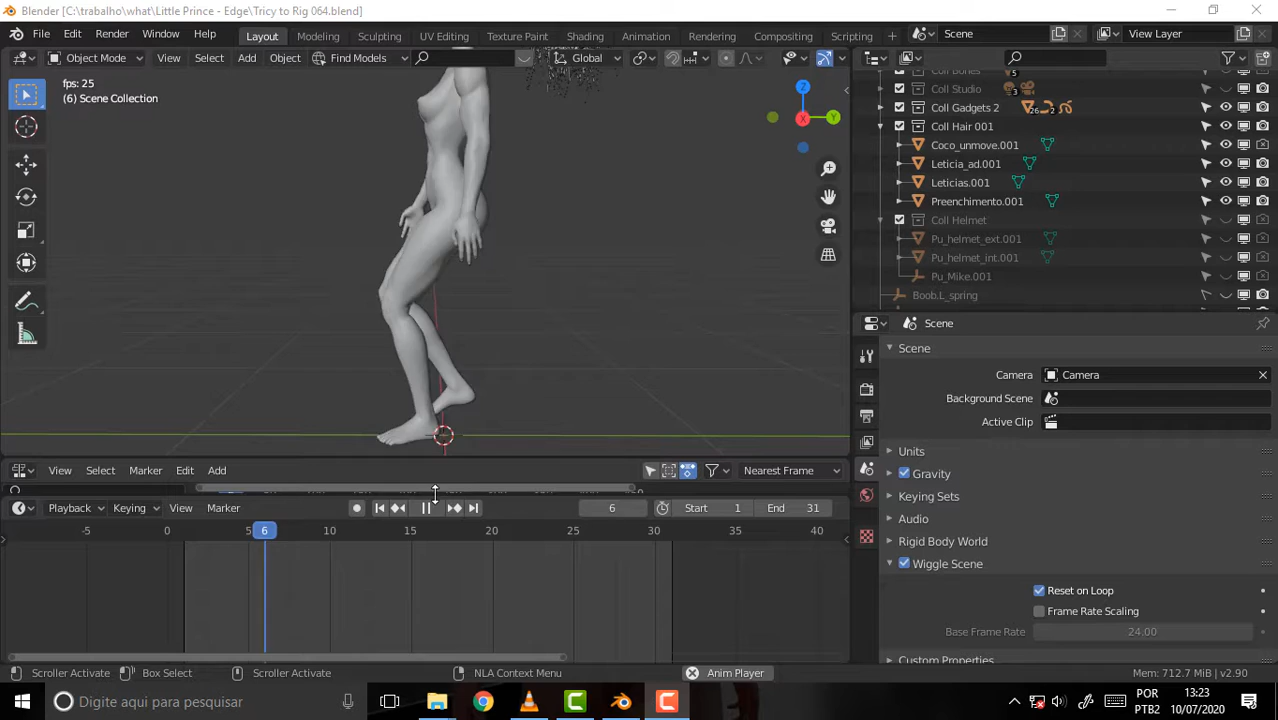 Blender [C:\trabalho\what\Little Prince - Edge\Tricy to Rig 064.blend]
File Edit Render Window Help Layout Modeling Sculpting UV Editing Texture Paint Shading Animation Rendering Compositing Scripting Scene View Layer
Object Mode View Select Add Object Find Models Global
fps: 25
(6) Scene Collection
Z
Y
X
Coll Bones 5
Coll Studio 3
Coll Gadgets 2 26 2
Coll Hair 001
Coco_unmove.001
Leticia_ad.001
Leticias.001
Preenchimento.001
Coll Helmet
Pu_helmet_ext.001
Pu_helmet_int.001
Pu_Mike.001
Boob.L_spring
Scene
Scene
Camera Camera
Background Scene
Active Clip
Units
Gravity
Keying Sets
Audio
Rigid Body World
Wiggle Scene
Reset on Loop
Frame Rate Scaling
Base Frame Rate 24.00
Custom Properties
View Select Marker Edit Add Nearest Frame
Playback Keying View Marker 6 Start 1 End 31
-5 0 5 6 10 15 20 25 30 35 40
Scroller Activate Box Select Scroller Activate NLA Context Menu Anim Player Mem: 712.7 MiB | v2.90
Digite aqui para pesquisar
POR
PTB2
13:23
10/07/2020